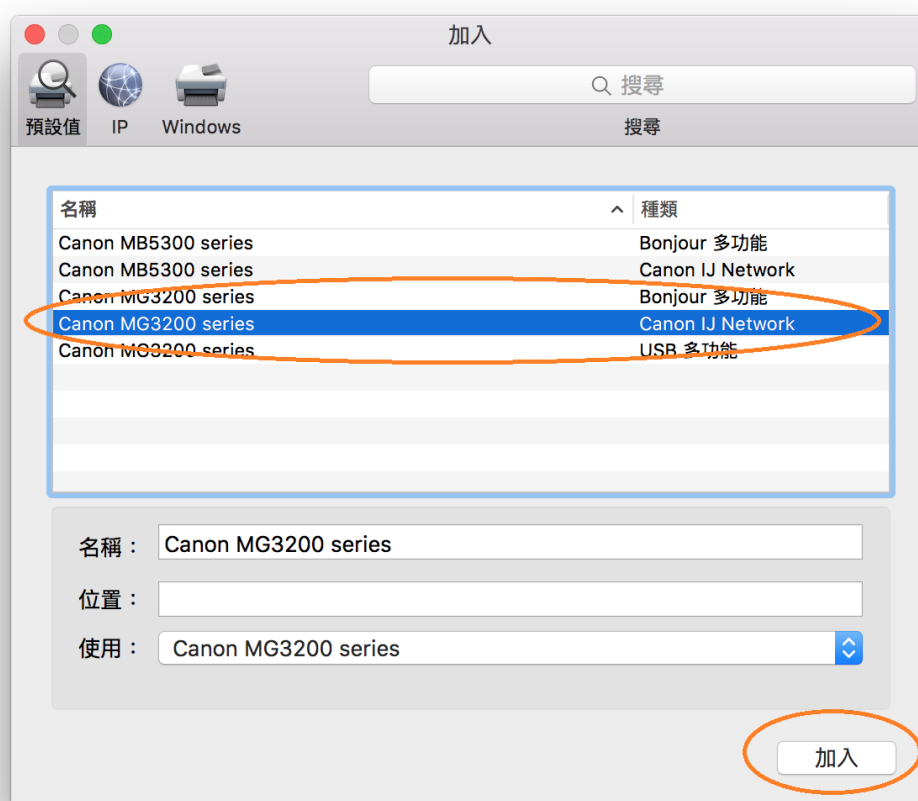 加入
預設值 IP Windows
搜尋
搜尋
名稱 種類
Canon MB5300 series Bonjour 多功能
Canon MB5300 series Canon IJ Network
Canon MG3200 series Bonjour 多功能
Canon MG3200 series Canon IJ Network
Canon MG3200 series USB 多功能
名稱： Canon MG3200 series
位置：
使用： Canon MG3200 series
加入